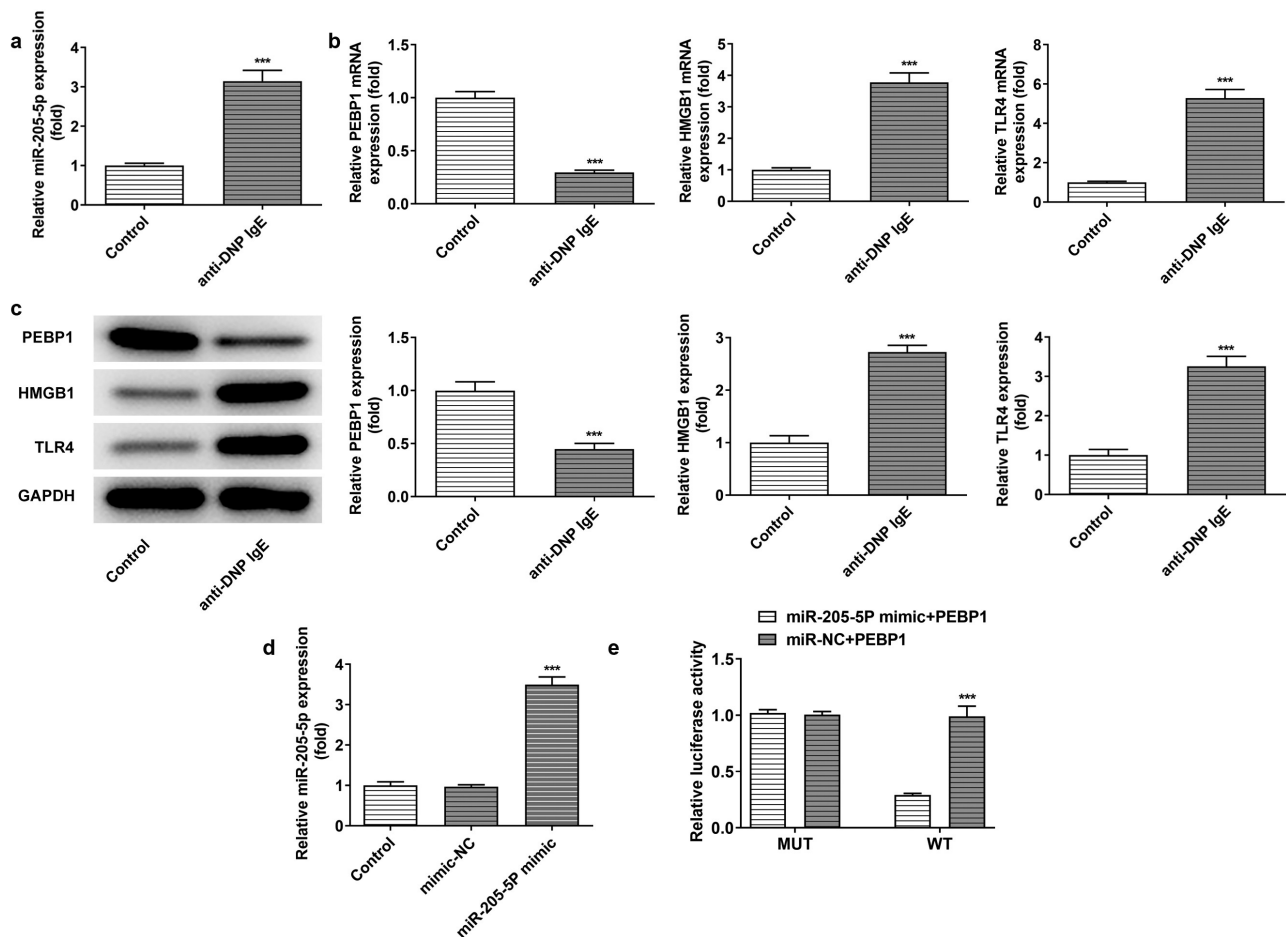 a
Relative miR-205-5p expression
(fold)
4
3
2
1
0
***
Control
anti-DNP IgE
b
Relative PEBP1 mRNA
expression (fold)
1.5
1.0
0.5
0.0
***
Control
anti-DNP IgE
Relative HMGB1 mRNA
expression (fold)
5
4
3
2
1
0
***
Control
anti-DNP IgE
Relative TLR4 mRNA
expression (fold)
8
6
4
2
0
***
Control
anti-DNP IgE
c
PEBP1
HMGB1
TLR4
GAPDH
Control
anti-DNP IgE
Relative PEBP1 expression
(fold)
1.5
1.0
0.5
0.0
***
Control
anti-DNP IgE
Relative HMGB1 expression
(fold)
3
2
1
0
***
Control
anti-DNP IgE
Relative TLR4 expression
(fold)
4
3
2
1
0
***
Control
anti-DNP IgE
d
Relative miR-205-5p expression
(fold)
4
3
2
1
0
***
Control
mimic-NC
miR-205-5P mimic
e
miR-205-5P mimic+PEBP1
miR-NC+PEBP1
Relative luciferase activity
1.5
1.0
0.5
0.0
***
MUT
WT